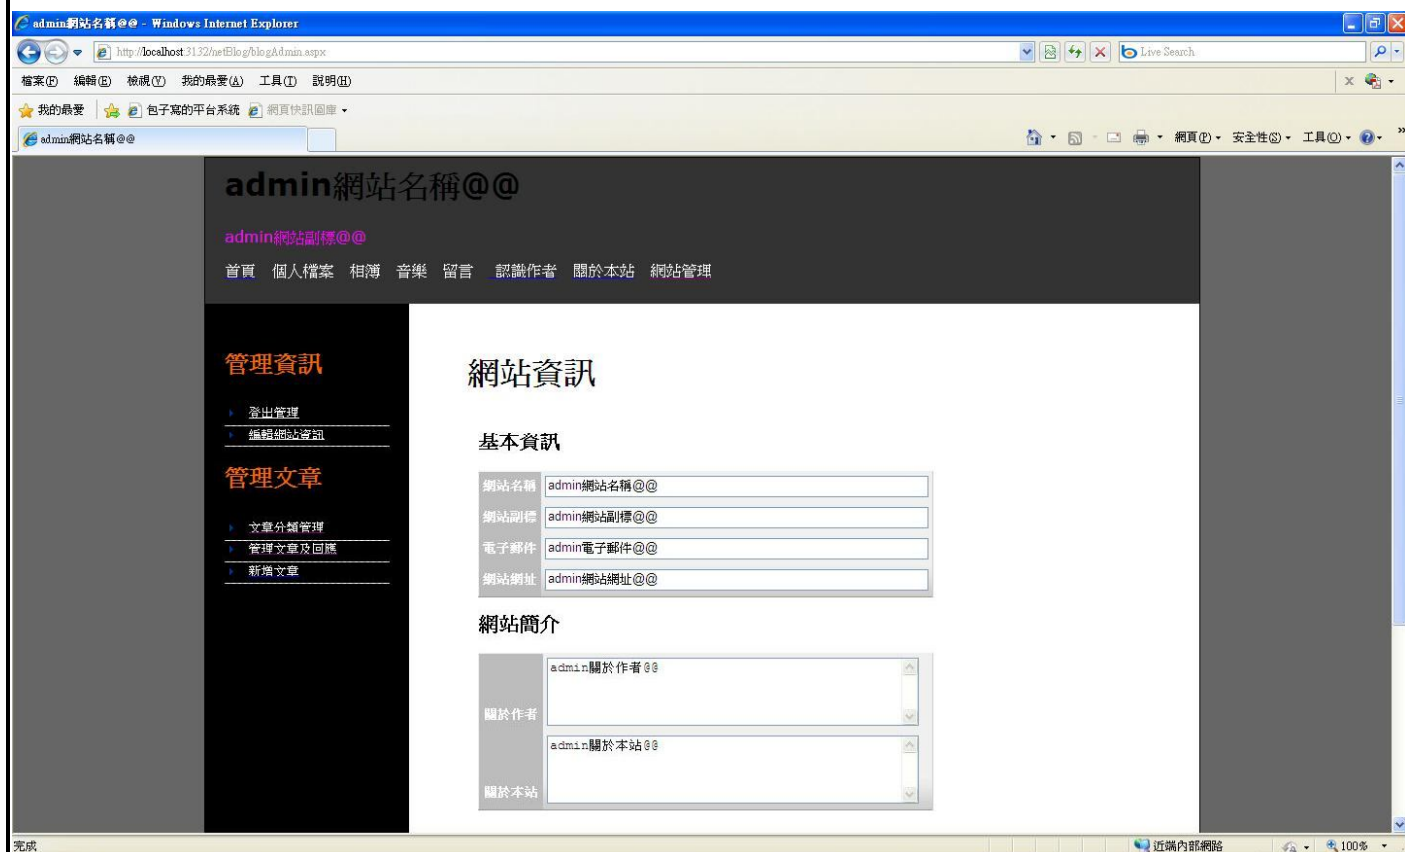 admin網站名稱@@ - Windows Internet Explorer
http://localhost:3132/netBlog/blogAdmin.aspx
Live Search
檔案(F) 編輯(E) 檢視(V) 我的最愛(A) 工具(T) 說明(H)
我的最愛 包子寫的平台系統 網頁快訊圖庫
admin網站名稱@@
網頁(P) 安全性(S) 工具(O)
admin網站名稱@@
admin網站副標@@
首頁 個人檔案 相簿 音樂 留言 認識作者 關於本站 網站管理
管理資訊
登出管理
編輯網站資訊
管理文章
文章分類管理
管理文章及回應
新增文章
網站資訊
基本資訊
網站名稱 admin網站名稱@@
網站副標 admin網站副標@@
電子郵件 admin電子郵件@@
網站網址 admin網站網址@@
網站簡介
admin關於作者@@
關於作者
admin關於本站@@
關於本站
完成
近端內部網路
100%